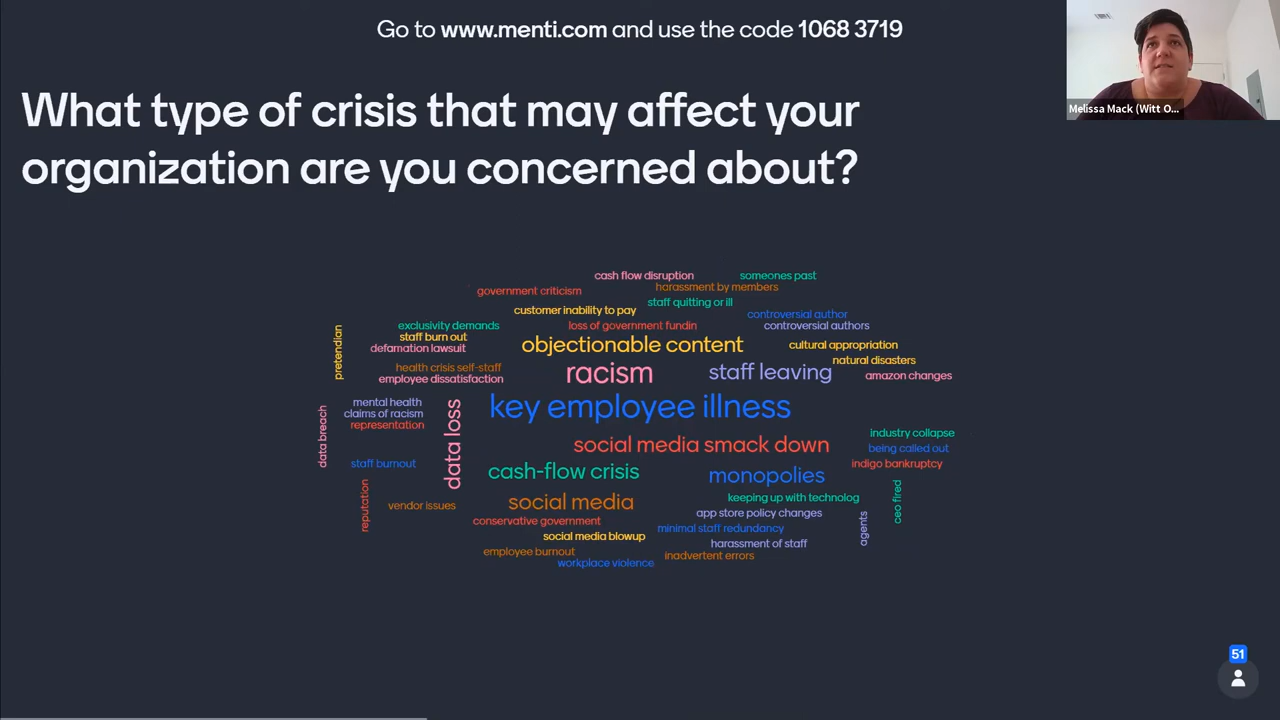 Go to www.menti.com and use the code 1068 3719
Melissa Mack (Witt O...
What type of crisis that may affect your
organization are you concerned about?
cash flow disruption
someones past
government criticism
harassment by members
staff quitting or ill
customer inability to pay
controversial author
exclusivity demands
loss of government fundin
controversial authors
pretendian
staff burn out
defamation lawsuit
objectionable content
cultural appropriation
natural disasters
health crisis self-staff
employee dissatisfaction
racism
staff leaving
amazon changes
mental health
claims of racism
representation
key employee illness
data breach
data loss
social media smack down
industry collapse
being called out
indigo bankruptcy
staff burnout
cash-flow crisis
monopolies
reputation
vendor issues
social media
keeping up with technolog
ceo fired
app store policy changes
conservative government
minimal staff redundancy
agents
social media blowup
harassment of staff
employee burnout
inadvertent errors
workplace violence
51